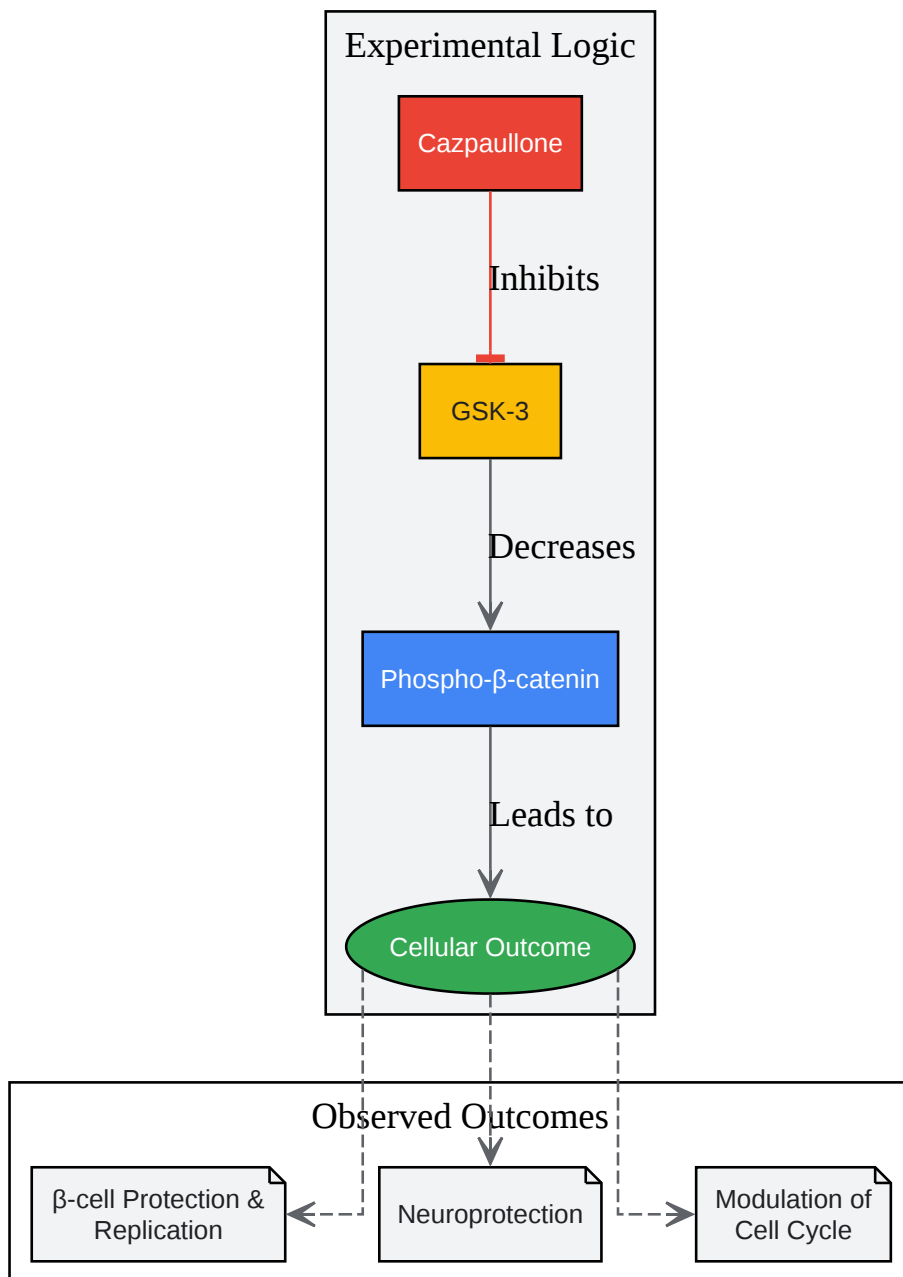 Experimental Logic
Cazpaullone
Inhibits
GSK-3
Decreases
Phospho-β-catenin
Leads to
Cellular Outcome
Observed Outcomes
β-cell Protection &
Replication
Neuroprotection
Modulation of
Cell Cycle